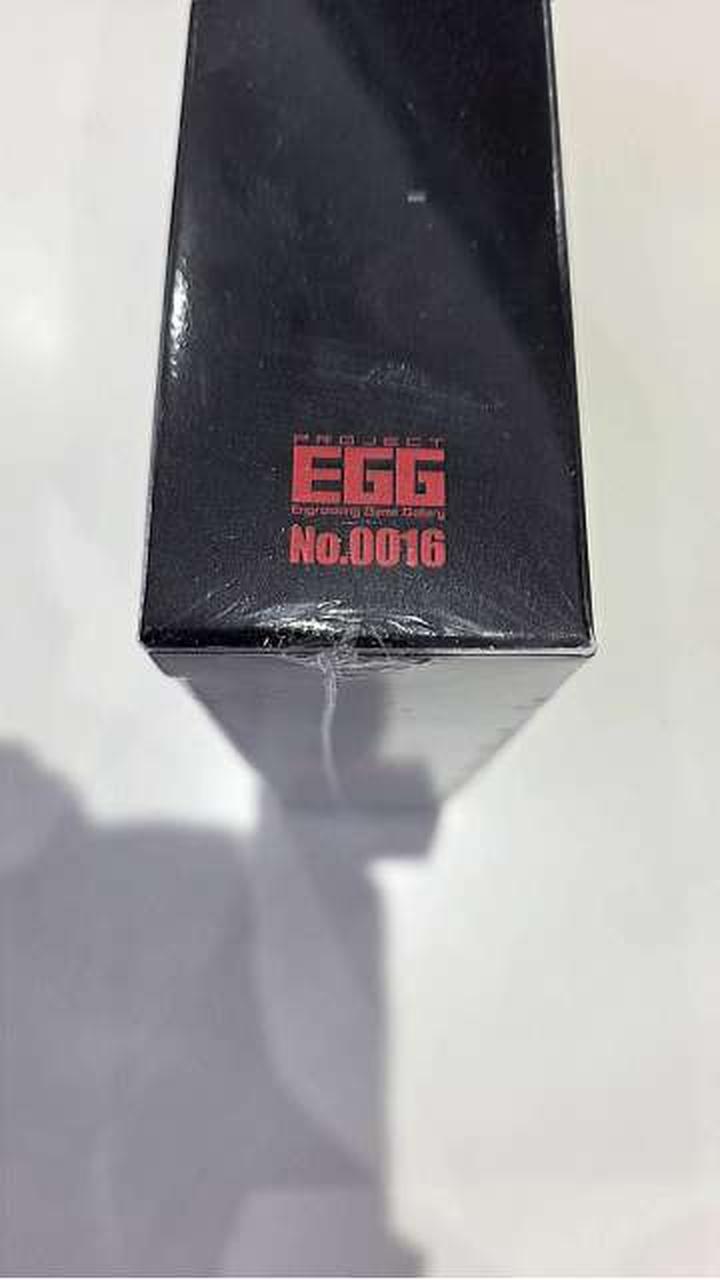 PROJECT
EGG
Engrossing Game Gallery
No.0016